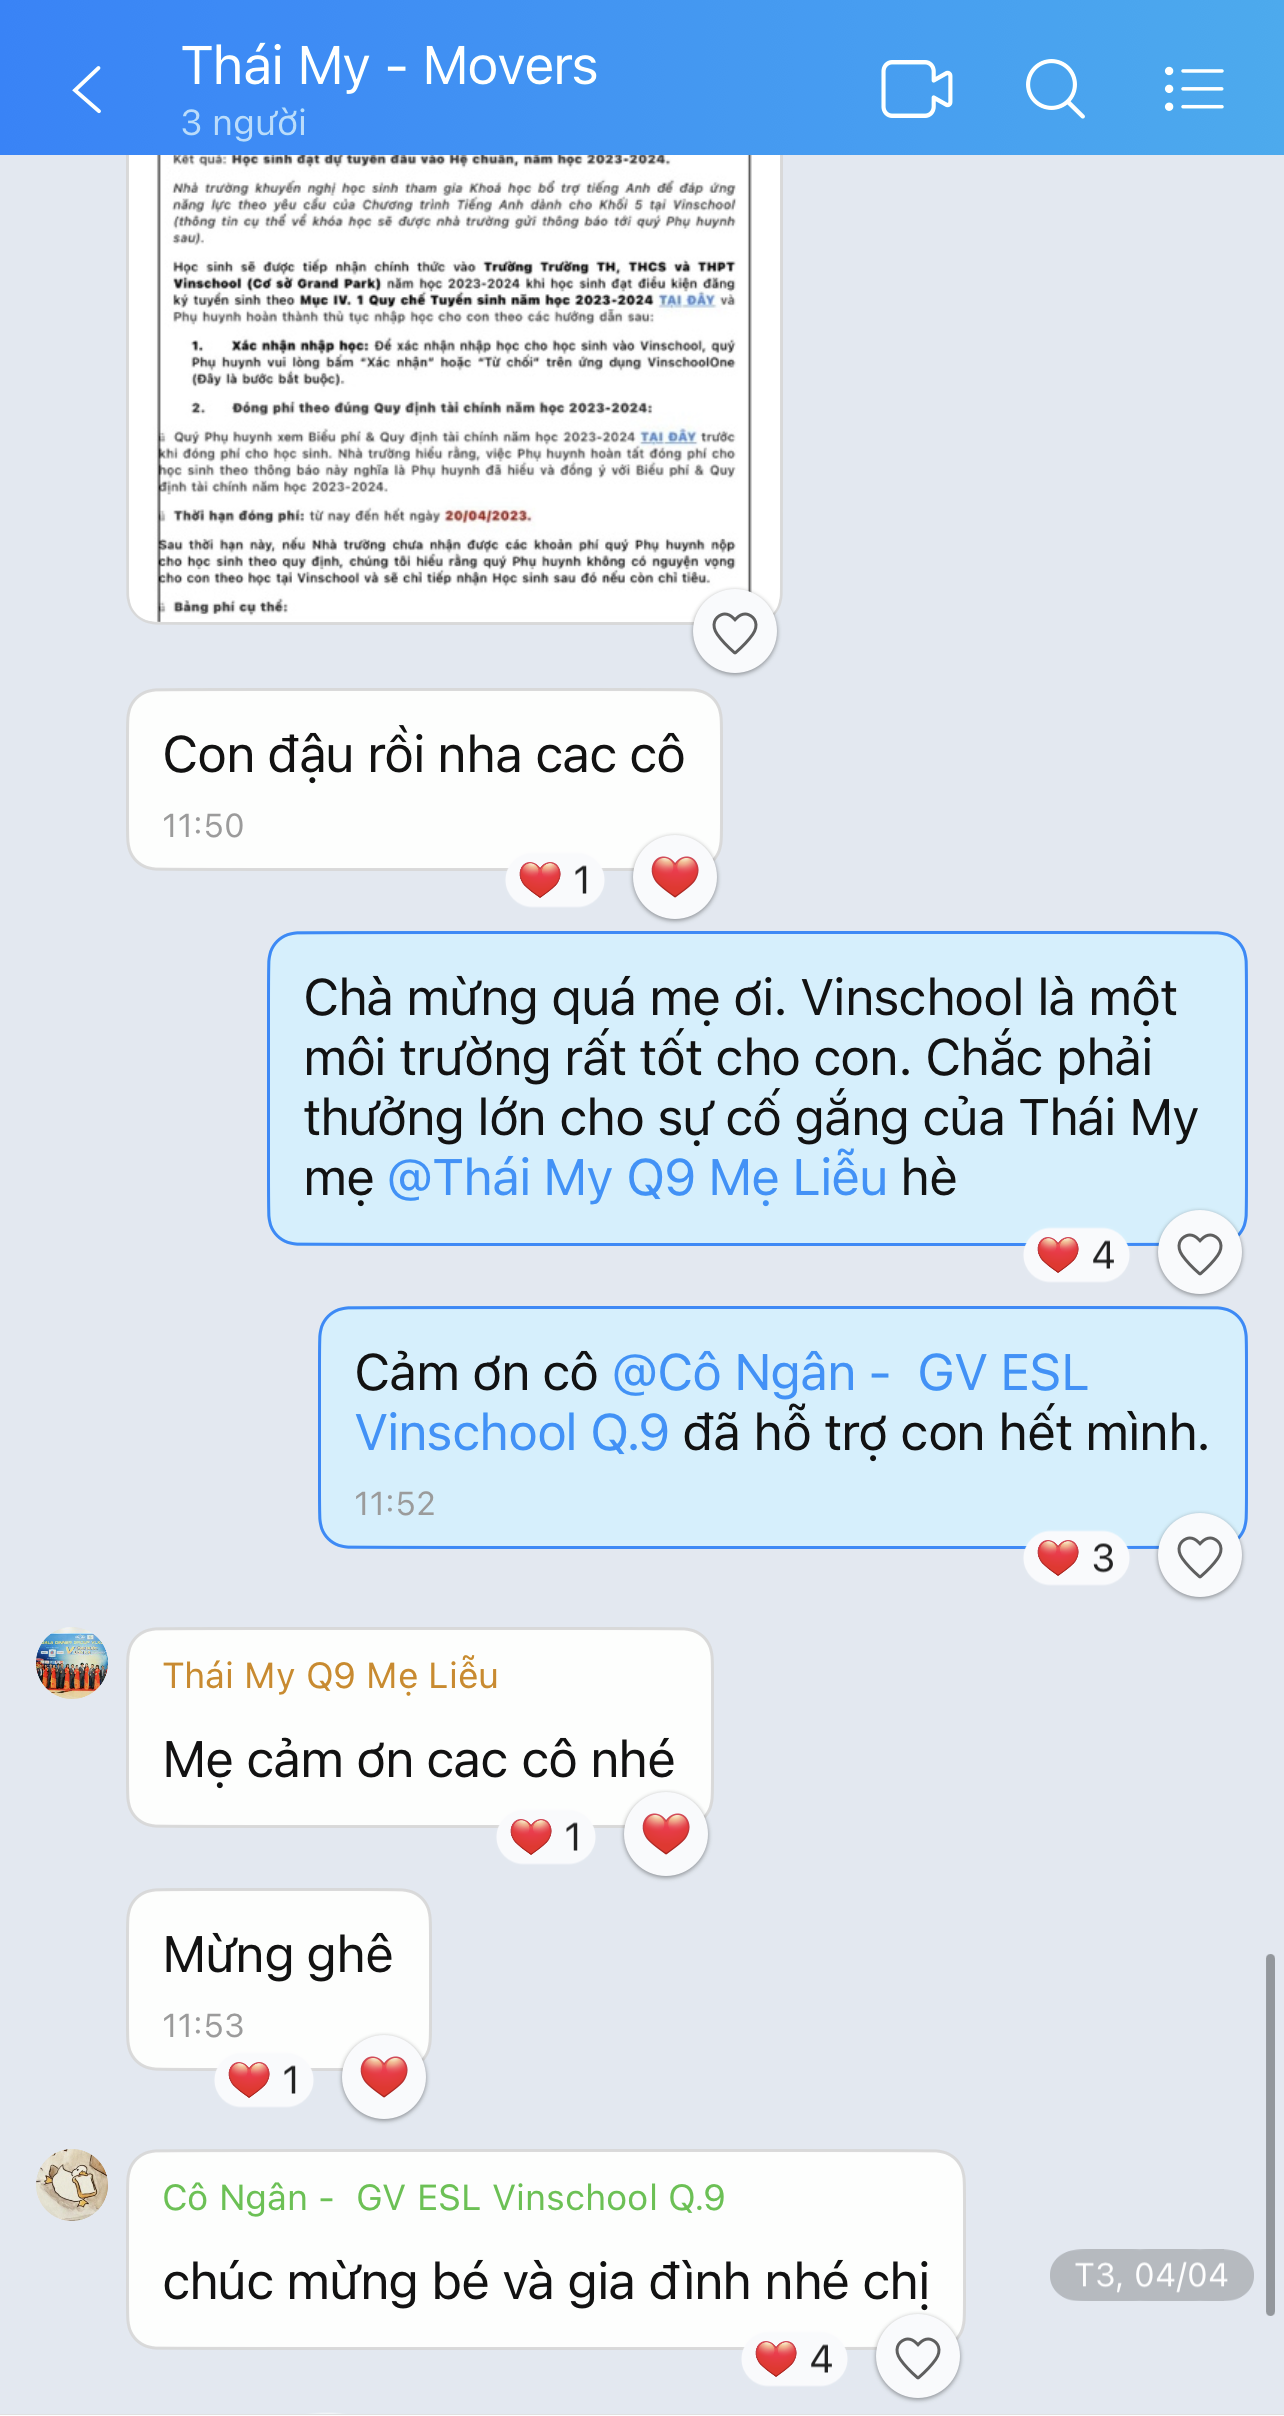 Thái My - Movers
3 người
Kết quả: Học sinh đạt dự tuyển đầu vào Hệ chuẩn, năm học 2023-2024.
Nhà trường khuyến nghị học sinh tham gia Khoá học bổ trợ tiếng Anh để đáp ứng
năng lực theo yêu cầu của Chương trình Tiếng Anh dành cho Khối 5 tại Vinschool
(thông tin cụ thể về khóa học sẽ được nhà trường gửi thông báo tới quý Phụ huynh
sau).
Học sinh sẽ được tiếp nhận chính thức vào Trường Trường TH, THCS và THPT
Vinschool (Cơ sở Grand Park) năm học 2023-2024 khi học sinh đạt điều kiện đăng
ký tuyển sinh theo Mục IV. 1 Quy chế Tuyển sinh năm học 2023-2024 TẠI ĐÂY và
Phụ huynh hoàn thành thủ tục nhập học cho con theo các hướng dẫn sau:
1. Xác nhận nhập học: Để xác nhận nhập học cho học sinh vào Vinschool, quý
Phụ huynh vui lòng bấm "Xác nhận" hoặc "Từ chối" trên ứng dụng VinschoolOne
(Đây là bước bắt buộc).
2. Đóng phí theo đúng Quy định tài chính năm học 2023-2024:
Quý Phụ huynh xem Biểu phí & Quy định tài chính năm học 2023-2024 TẠI ĐÂY trước
khi đóng phí cho học sinh. Nhà trường hiểu rằng, việc Phụ huynh hoàn tất đóng phí cho
học sinh theo thông báo này nghĩa là Phụ huynh đã hiểu và đồng ý với Biểu phí & Quy
định tài chính năm học 2023-2024.
Thời hạn đóng phí: từ nay đến hết ngày 20/04/2023.
Sau thời hạn này, nếu Nhà trường chưa nhận được các khoản phí quý Phụ huynh nộp
cho học sinh theo quy định, chúng tôi hiểu rằng quý Phụ huynh không có nguyện vọng
cho con theo học tại Vinschool và sẽ chỉ tiếp nhận Học sinh sau đó nếu còn chỉ tiêu.
Bảng phí cụ thể:
Con đậu rồi nha cac cô
11:50
1
Chà mừng quá mẹ ơi. Vinschool là một
môi trường rất tốt cho con. Chắc phải
thưởng lớn cho sự cố gắng của Thái My
mẹ @Thái My Q9 Mẹ Liễu hè
4
Cảm ơn cô @Cô Ngân - GV ESL
Vinschool Q.9 đã hỗ trợ con hết mình.
11:52
3
Thái My Q9 Mẹ Liễu
Mẹ cảm ơn cac cô nhé
1
Mừng ghê
11:53
1
Cô Ngân - GV ESL Vinschool Q.9
chúc mừng bé và gia đình nhé chị
T3, 04/04
4